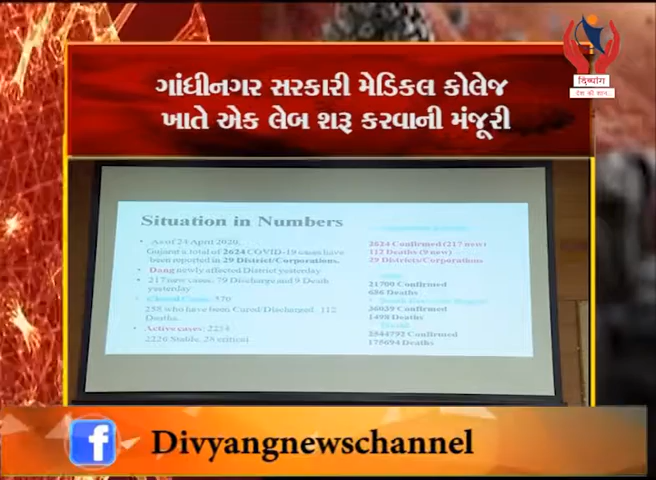 ગાંધીનગર સરકારી મેડિકલ કોલેજ
ખાતે એક લેબ શરૂ કરવાની મંજૂરી
દિવ્યાંગ
Situation in Numbers
As of 24 April 2020,
Gujarat a total of 2624 COVID-19 cases have
been reported in 29 District/Corporations.
Dang newly affected District yesterday
217 new cases, 79 Discharge and 9 Death
yesterday
Closed Cases: 370
258 who have been Cured/Discharged, 112
Deaths.
Active cases: 2254
2226 Stable, 28 critical
2624 Confirmed (217 new)
112 Deaths (9 new)
29 Districts/Corporations
21700 Confirmed
686 Deaths
36039 Confirmed
1498 Deaths
2544792 Confirmed
175694 Deaths
f Divyangnewschannel